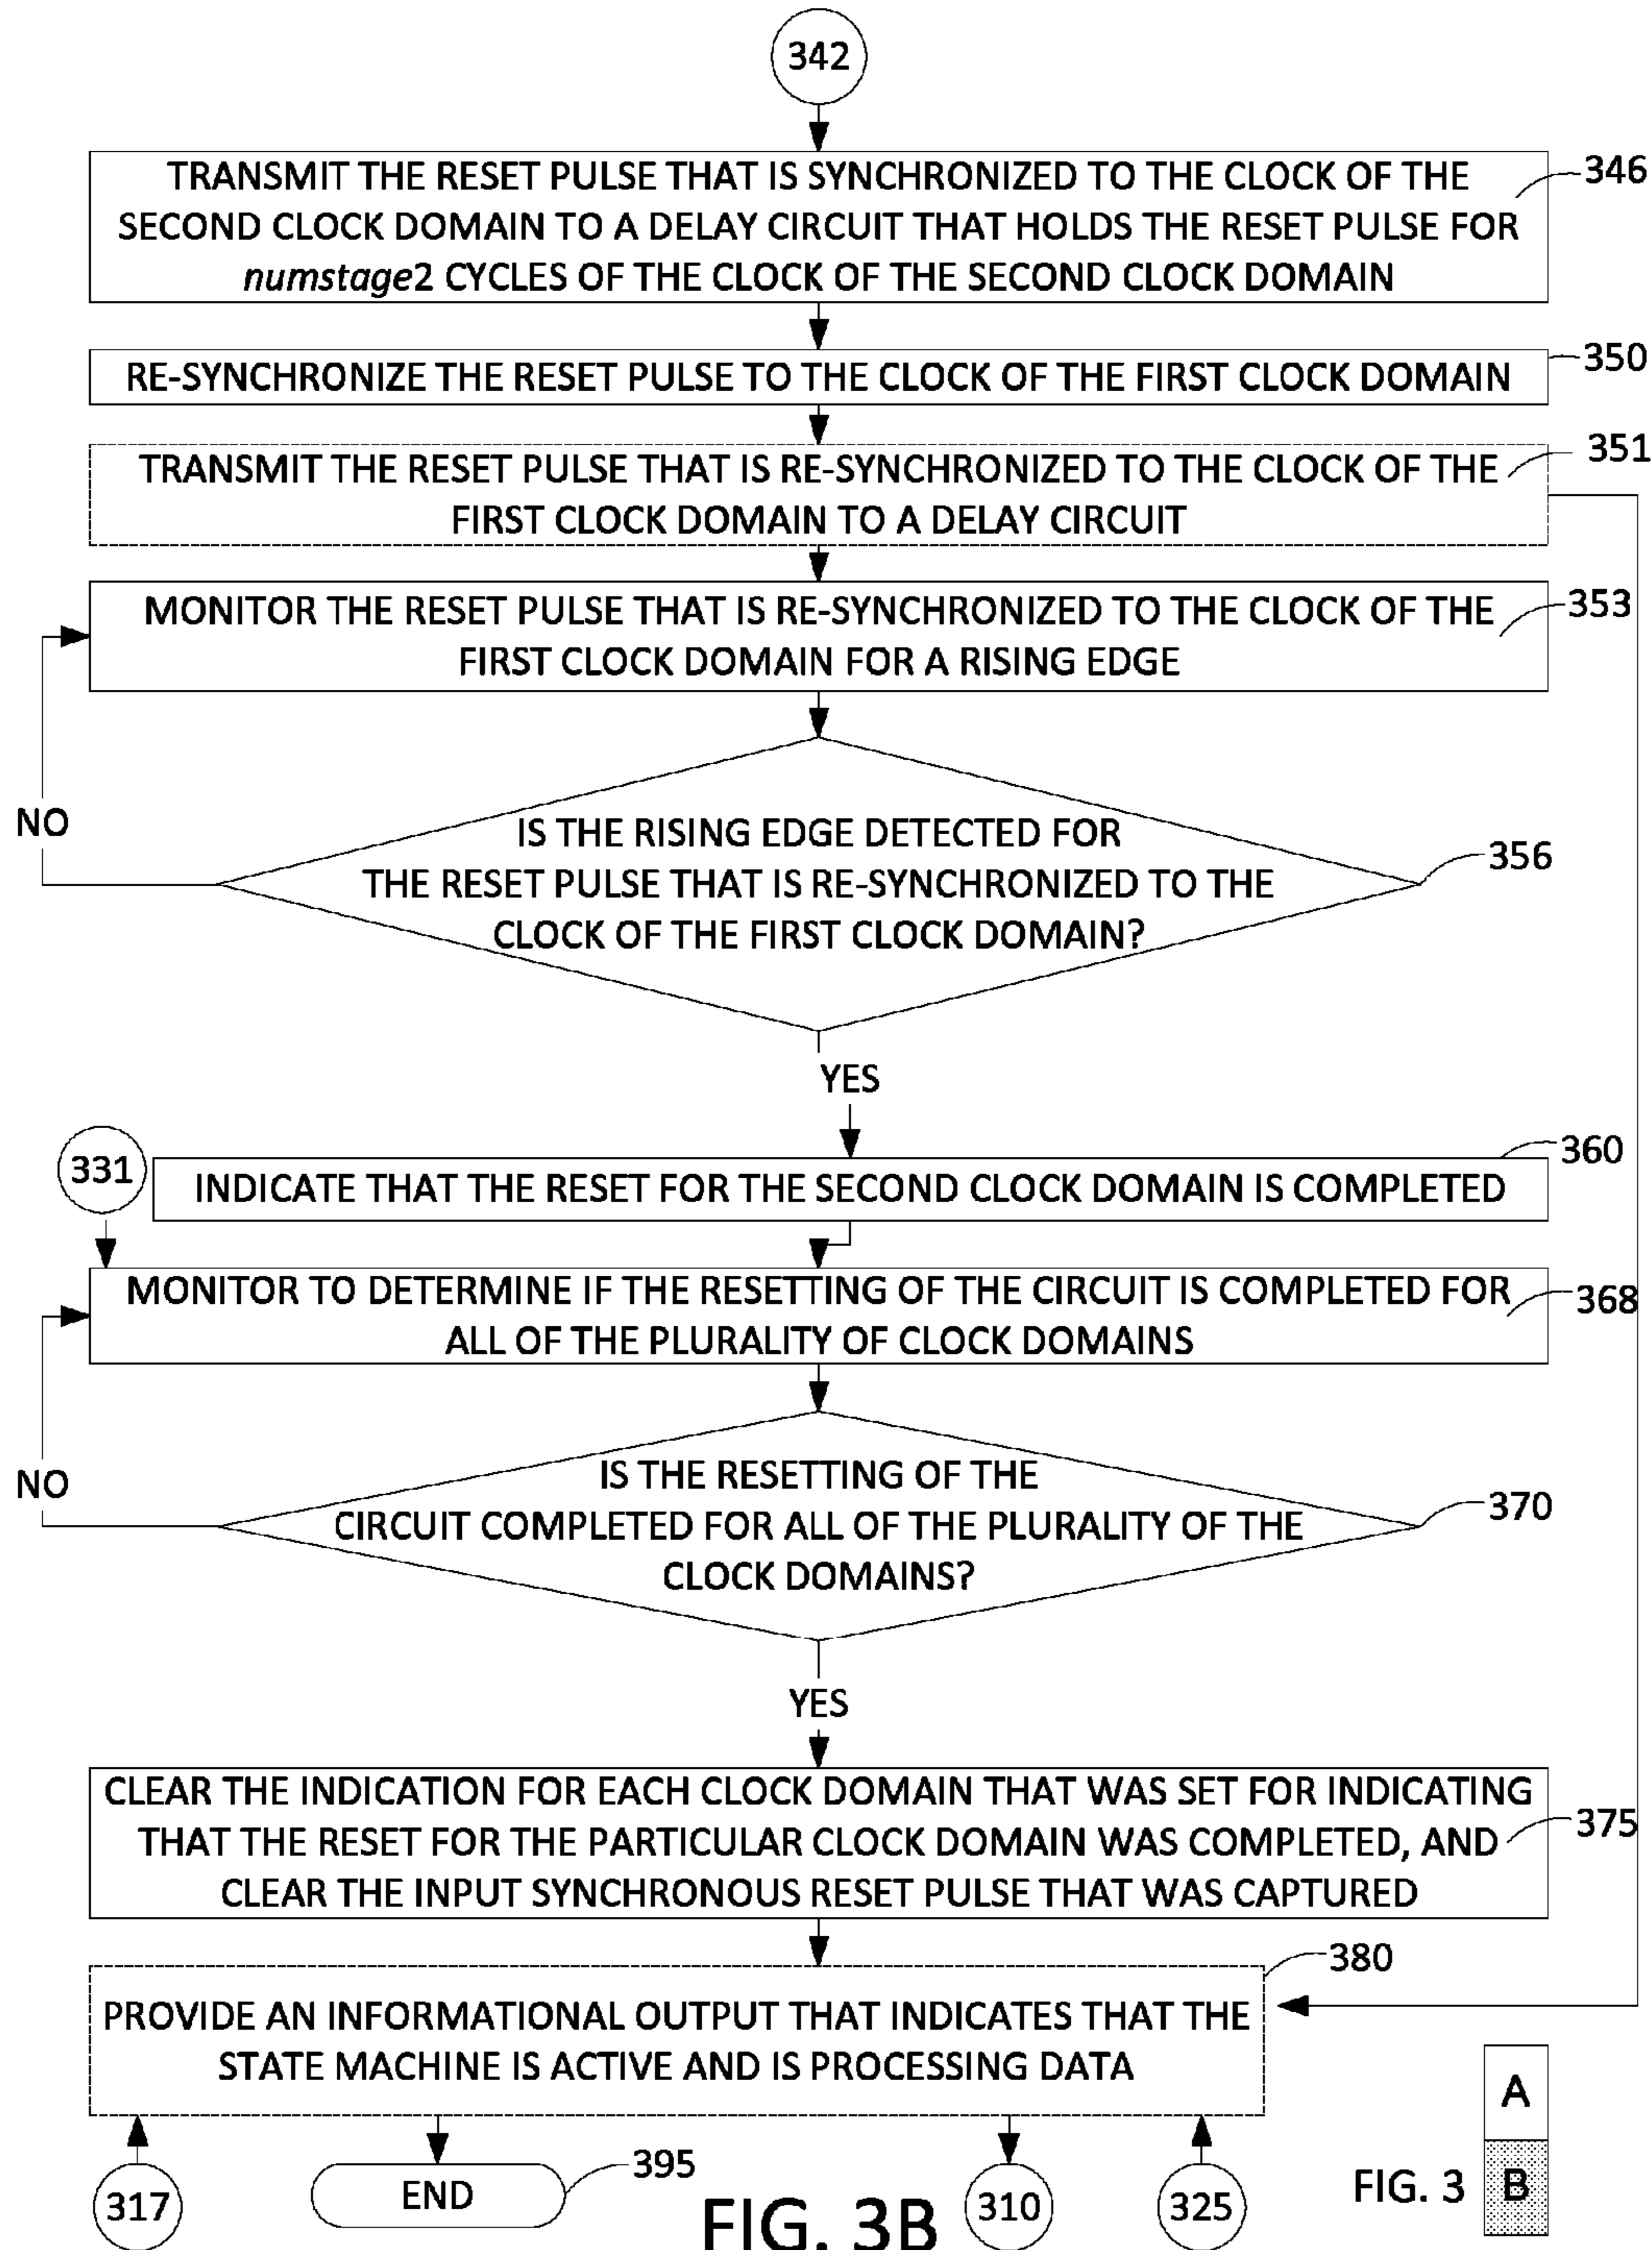 342
TRANSMIT THE RESET PULSE THAT IS SYNCHRONIZED TO THE CLOCK OF THE
SECOND CLOCK DOMAIN TO A DELAY CIRCUIT THAT HOLDS THE RESET PULSE FOR
numstage2 CYCLES OF THE CLOCK OF THE SECOND CLOCK DOMAIN
346
RE-SYNCHRONIZE THE RESET PULSE TO THE CLOCK OF THE FIRST CLOCK DOMAIN
350
TRANSMIT THE RESET PULSE THAT IS RE-SYNCHRONIZED TO THE CLOCK OF THE
FIRST CLOCK DOMAIN TO A DELAY CIRCUIT
351
MONITOR THE RESET PULSE THAT IS RE-SYNCHRONIZED TO THE CLOCK OF THE
FIRST CLOCK DOMAIN FOR A RISING EDGE
353
NO
IS THE RISING EDGE DETECTED FOR
THE RESET PULSE THAT IS RE-SYNCHRONIZED TO THE
CLOCK OF THE FIRST CLOCK DOMAIN?
356
YES
331
INDICATE THAT THE RESET FOR THE SECOND CLOCK DOMAIN IS COMPLETED
360
MONITOR TO DETERMINE IF THE RESETTING OF THE CIRCUIT IS COMPLETED FOR
ALL OF THE PLURALITY OF CLOCK DOMAINS
368
NO
IS THE RESETTING OF THE
CIRCUIT COMPLETED FOR ALL OF THE PLURALITY OF THE
CLOCK DOMAINS?
370
YES
CLEAR THE INDICATION FOR EACH CLOCK DOMAIN THAT WAS SET FOR INDICATING
THAT THE RESET FOR THE PARTICULAR CLOCK DOMAIN WAS COMPLETED, AND
CLEAR THE INPUT SYNCHRONOUS RESET PULSE THAT WAS CAPTURED
375
PROVIDE AN INFORMATIONAL OUTPUT THAT INDICATES THAT THE
STATE MACHINE IS ACTIVE AND IS PROCESSING DATA
380
317
END
395
FIG. 3B
310
325
FIG. 3
A
B